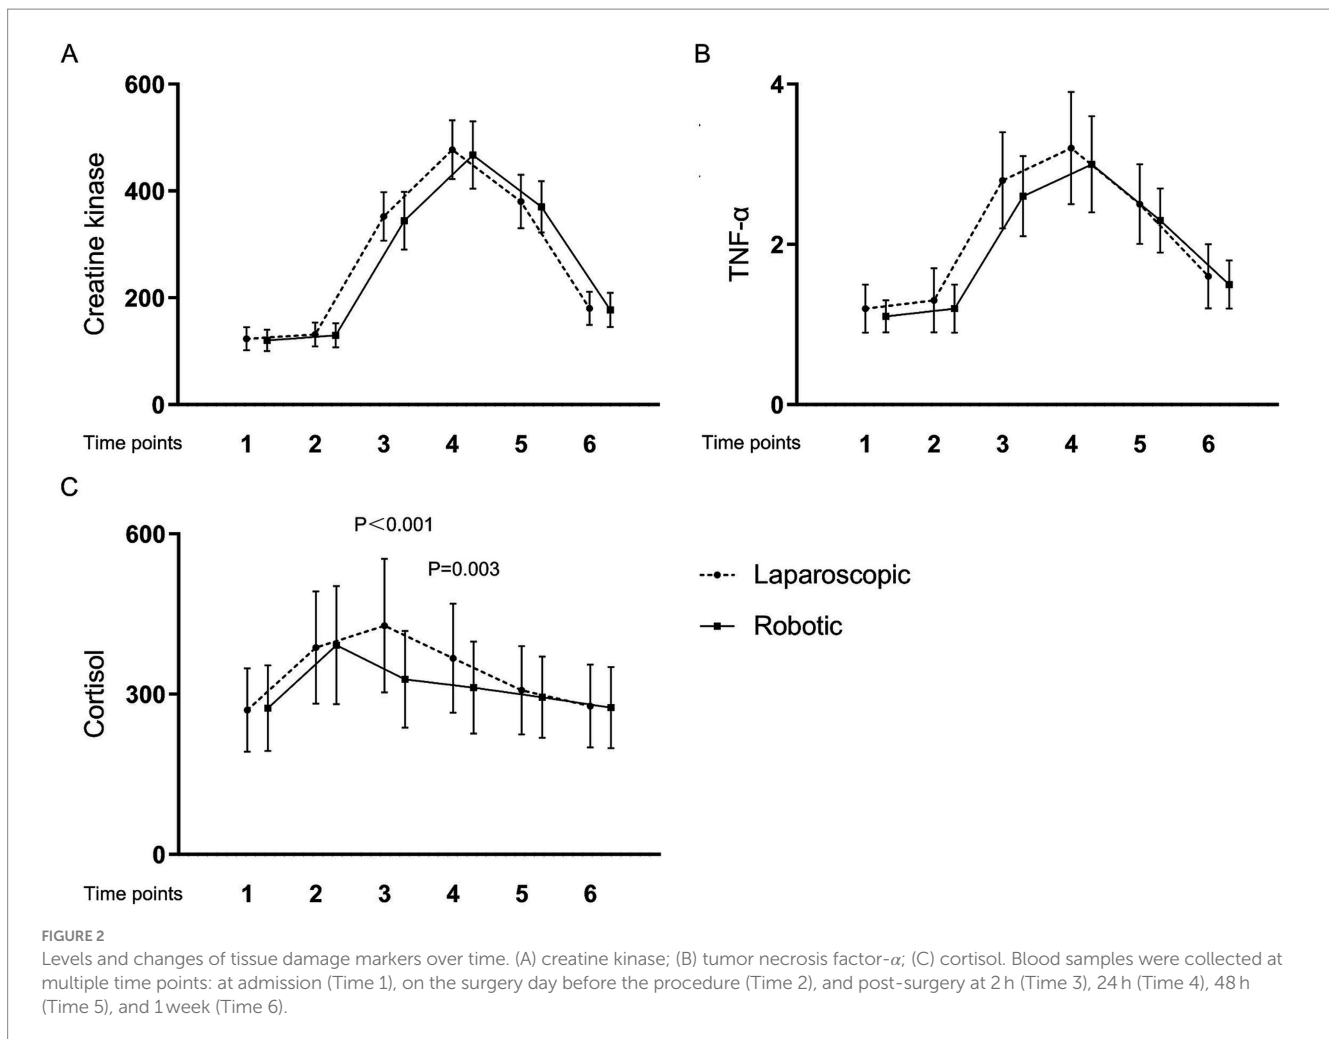 A
600
400
200
0
Creatine kinase
Time points 1 2 3 4 5 6
B
4
2
0
TNF-α
Time points 1 2 3 4 5 6
C
P<0.001
P=0.003
600
300
0
Cortisol
Time points 1 2 3 4 5 6
Laparoscopic
Robotic
FIGURE 2
Levels and changes of tissue damage markers over time. (A) creatine kinase; (B) tumor necrosis factor-α; (C) cortisol. Blood samples were collected at
multiple time points: at admission (Time 1), on the surgery day before the procedure (Time 2), and post-surgery at 2 h (Time 3), 24 h (Time 4), 48 h
(Time 5), and 1 week (Time 6).